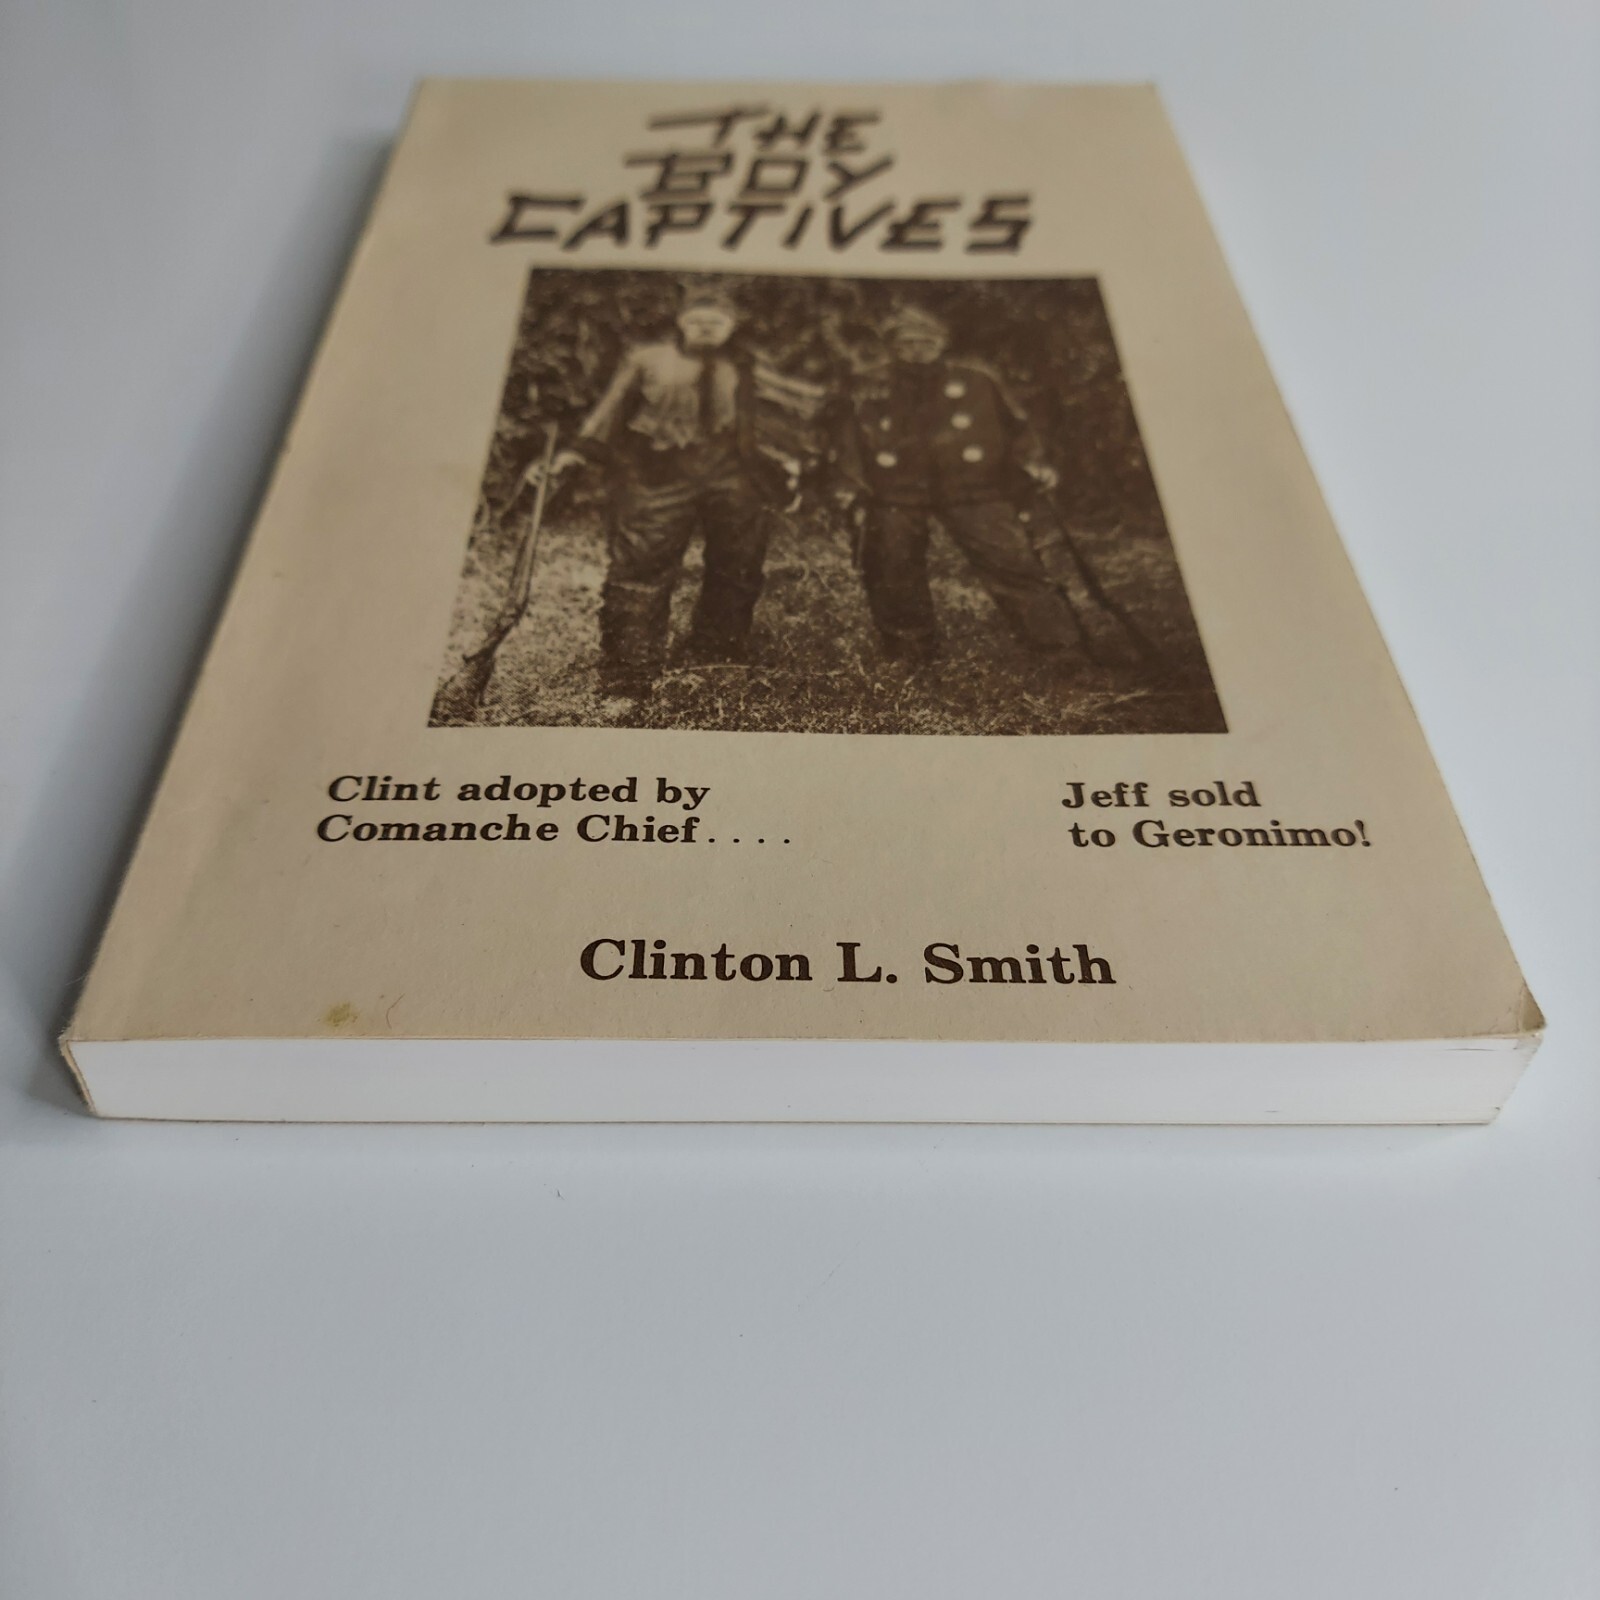 THE
BOY
CAPTIVES
Clint adopted by
Comanche Chief....
Jeff sold
to Geronimo!
Clinton L. Smith